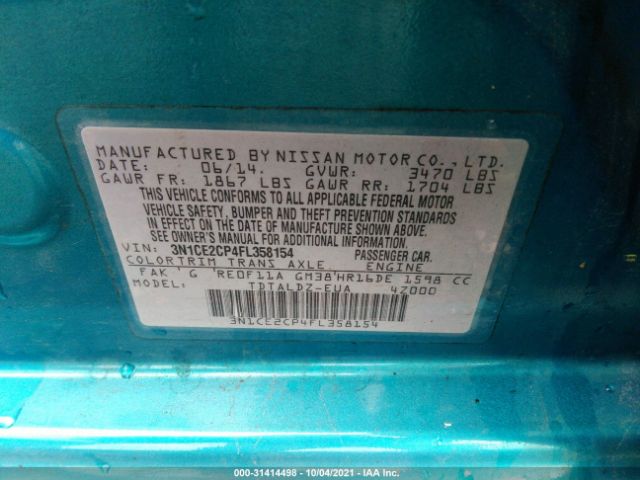 MANUFACTURED BY NISSAN MOTOR CO., LTD.
DATE: 06/14. GVWR: 3470 LBS
GAWR FR: 1867 LBS GAWR RR: 1704 LBS
THIS VEHICLE CONFORMS TO ALL APPLICABLE FEDERAL MOTOR
VEHICLE SAFETY, BUMPER AND THEFT PREVENTION STANDARDS
IN EFFECT ON THE DATE OF MANUFACTURE SHOWN ABOVE.
SEE OWNER'S MANUAL FOR ADDITIONAL INFORMATION.
VIN: 3N1CE2CP4FL358154 PASSENGER CAR.
COLOR TRIM TRANS AXLE. ENGINE
FAK' G 'RE0F11A GM38'HR16DE 1598 CC
MODEL: TDTALDZ-EUA 4Z000
3N1CE2CP4FL358154
000-31414498 - 10/04/2021 - IAA Inc.